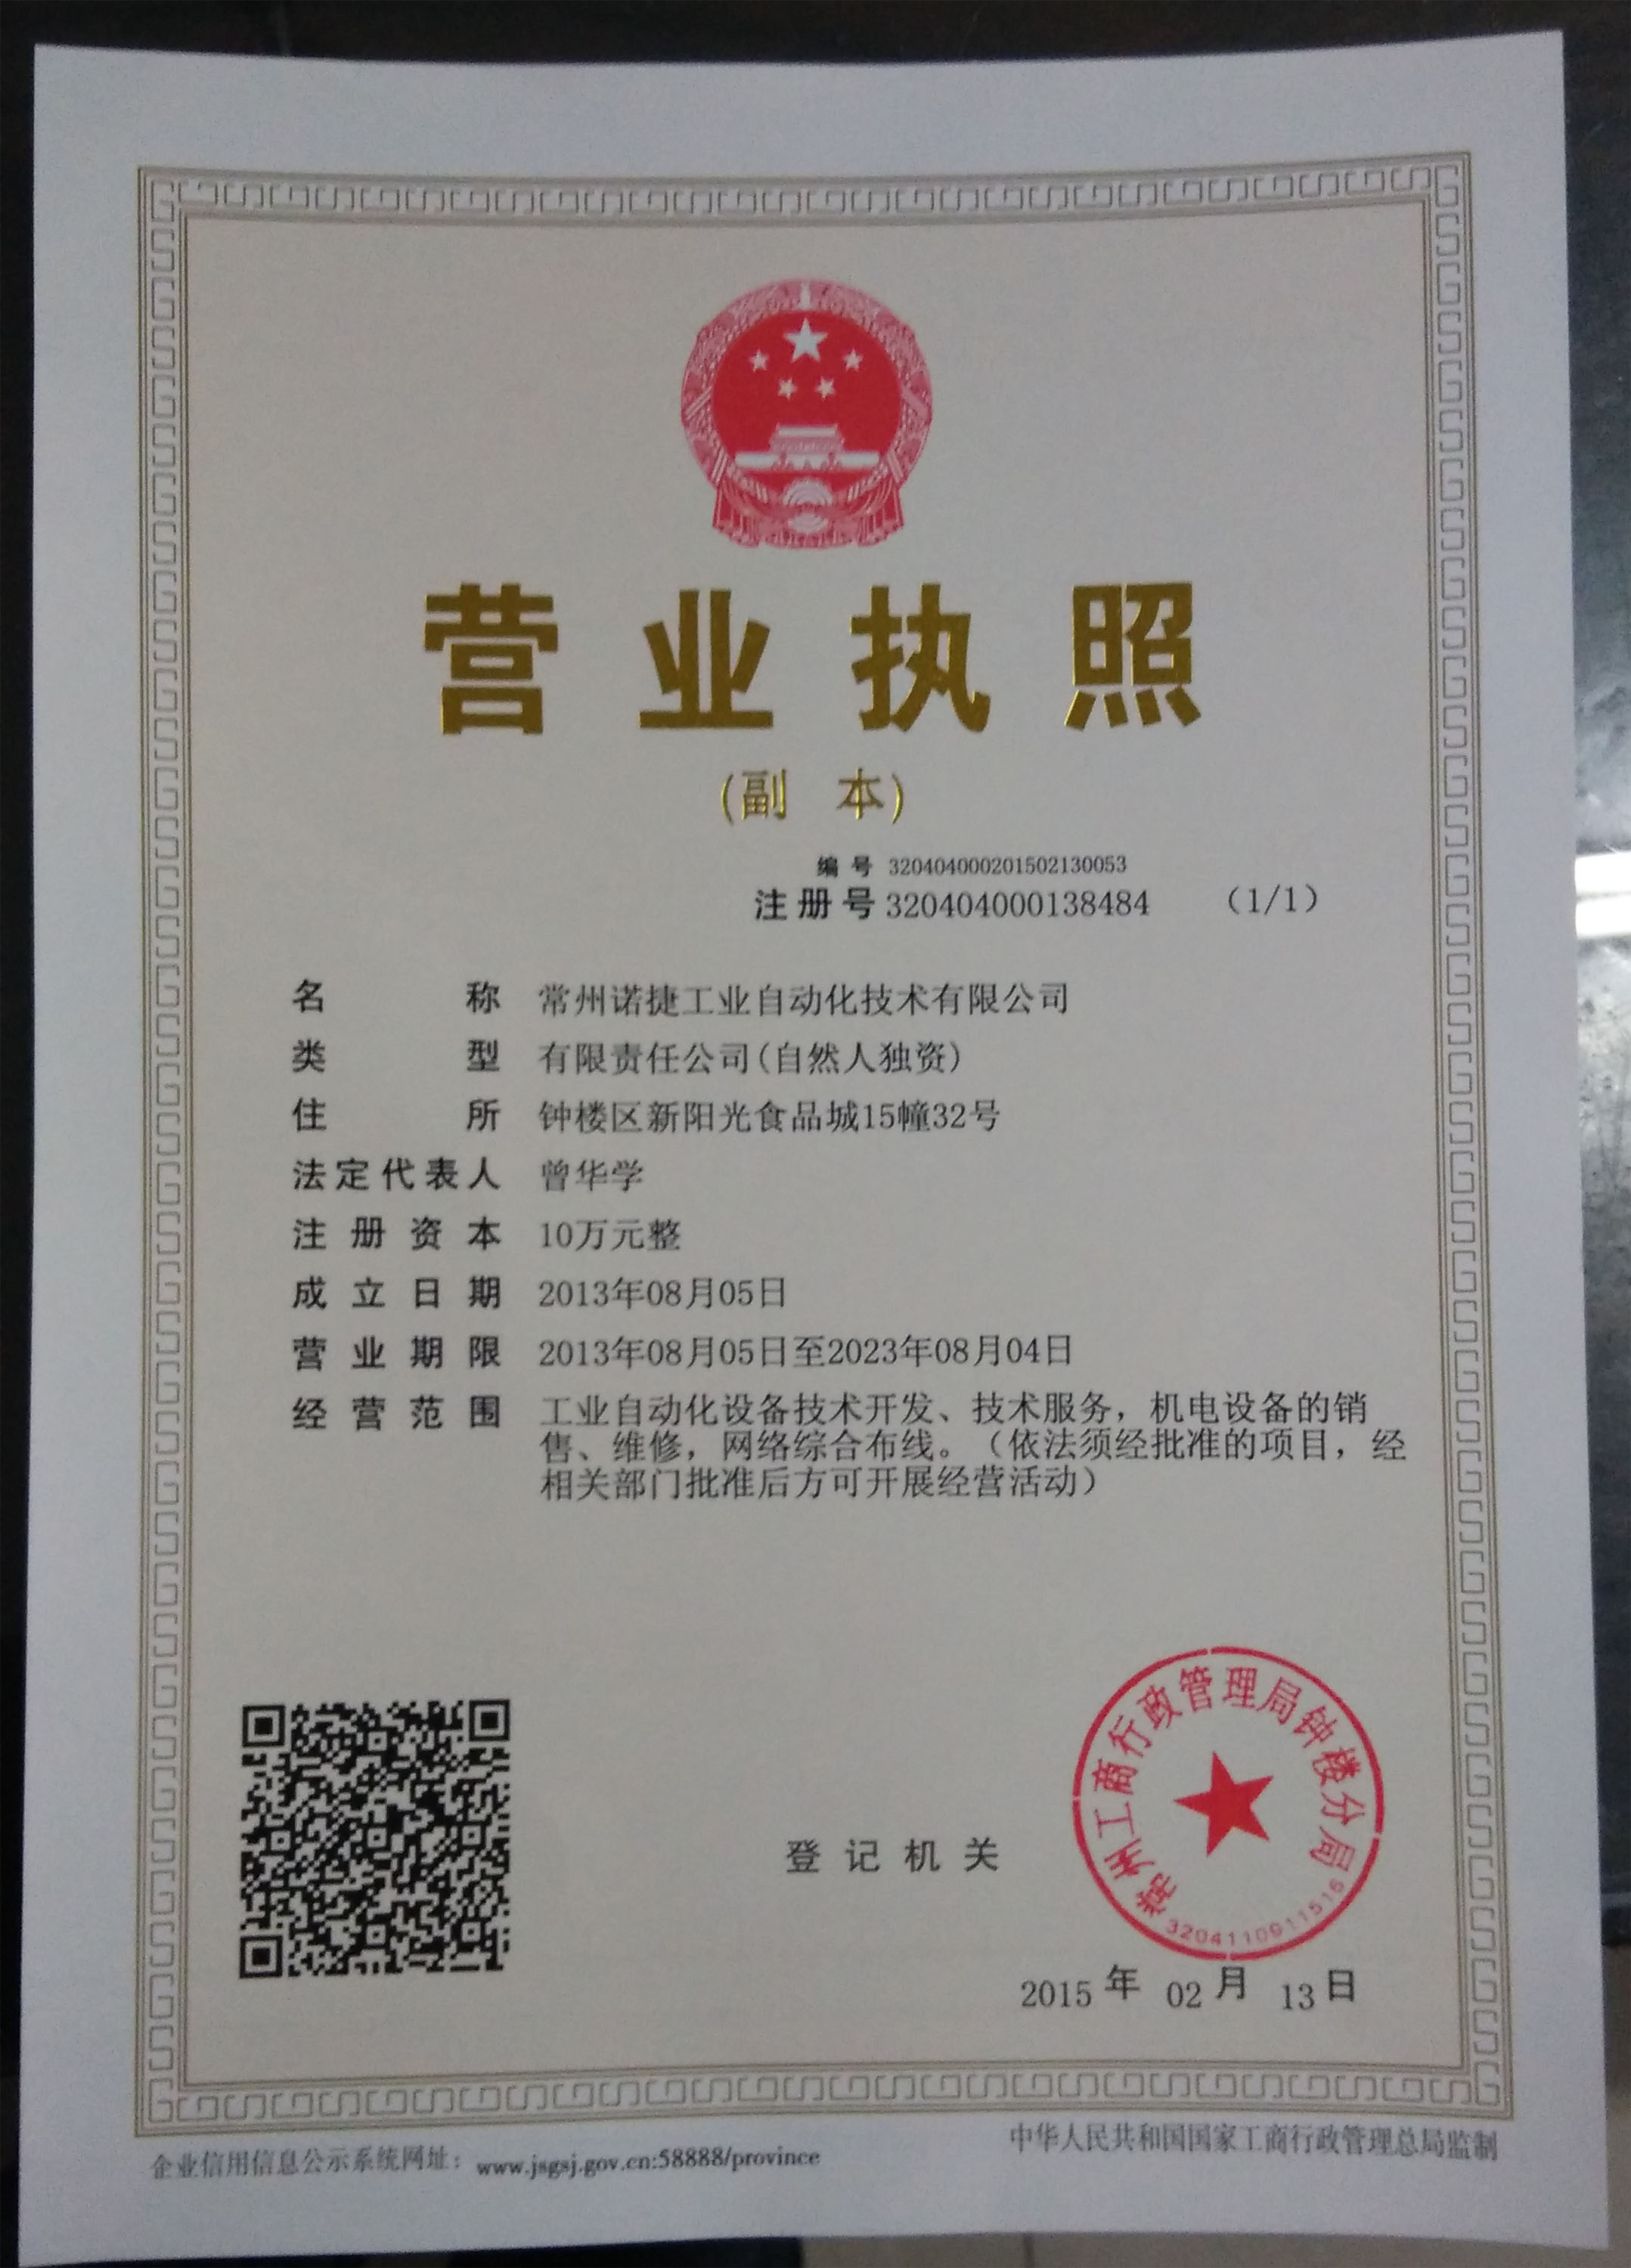 营业执照
(副 本)
编 号 320404000201502130053
注 册 号 320404000138484 （1/1）
名 称 常州诺捷工业自动化技术有限公司
类 型 有限责任公司(自然人独资)
住 所 钟楼区新阳光食品城15幢32号
法定代表人 曾华学
注 册 资 本 10万元整
成 立 日 期 2013年08月05日
营 业 期 限 2013年08月05日至2023年08月04日
经 营 范 围 工业自动化设备技术开发、技术服务，机电设备的销
售、维修，网络综合布线。（依法须经批准的项目，经
相关部门批准后方可开展经营活动）
常州工商行政管理局钟楼分局
登 记 机 关
2015 年 02 月 13 日
企业信用信息公示系统网址： www.jsgsj.gov.cn:58888/province
中华人民共和国国家工商行政管理总局监制